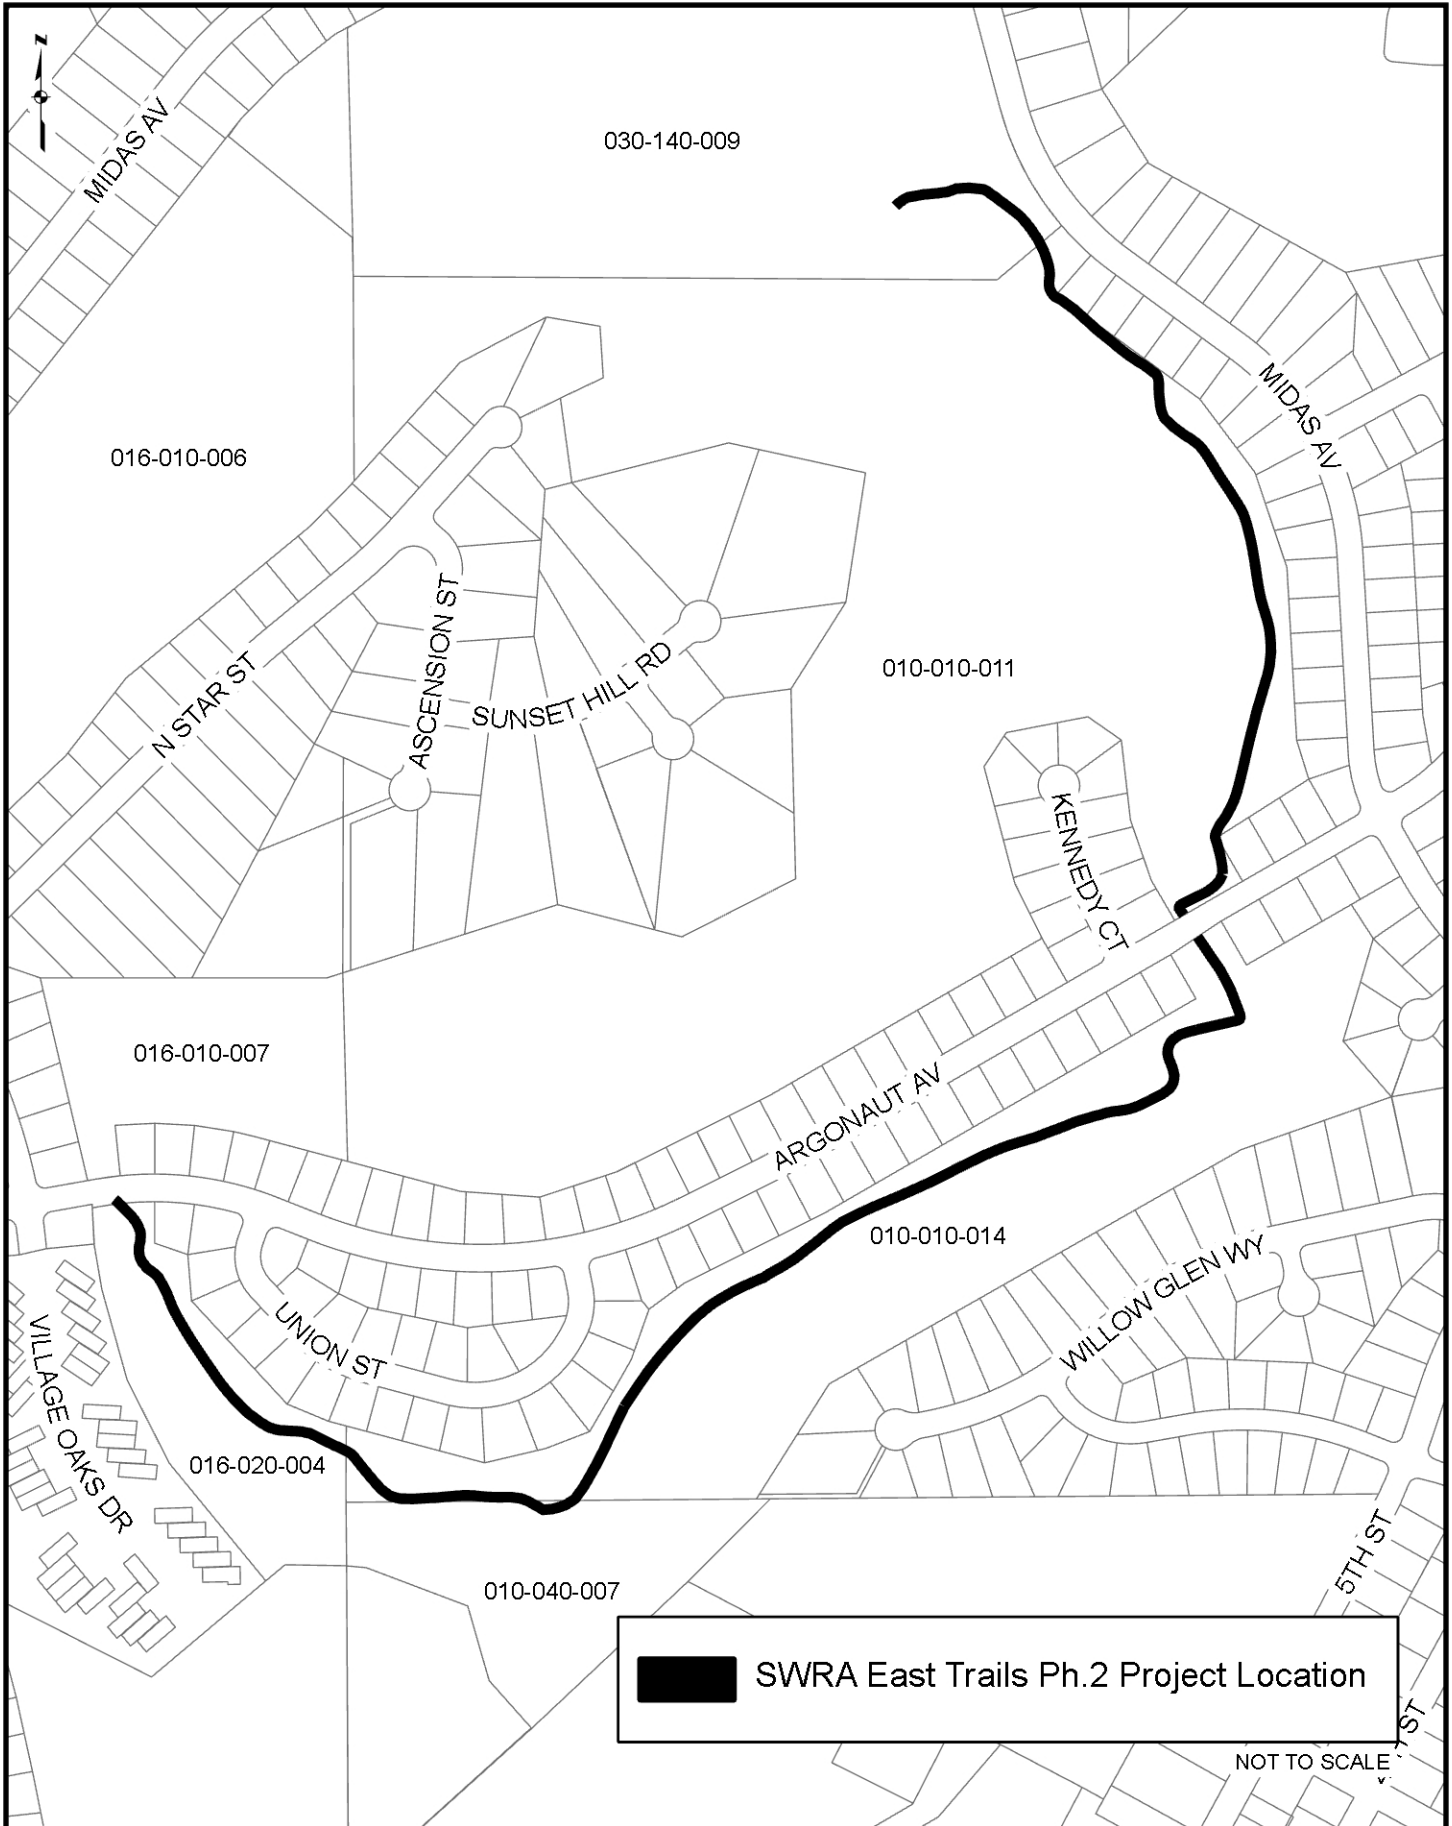 z
MIDAS AV
030-140-009
MIDAS AV
016-010-006
ASCENSION ST
N STAR ST
SUNSET HILL RD
010-010-011
KENNEDY CT
016-010-007
ARGONAUT AV
010-010-014
WILLOW GLEN WY
UNION ST
VILLAGE OAKS DR
016-020-004
5TH ST
010-040-007
SWRA East Trails Ph.2 Project Location
ST
NOT TO SCALE